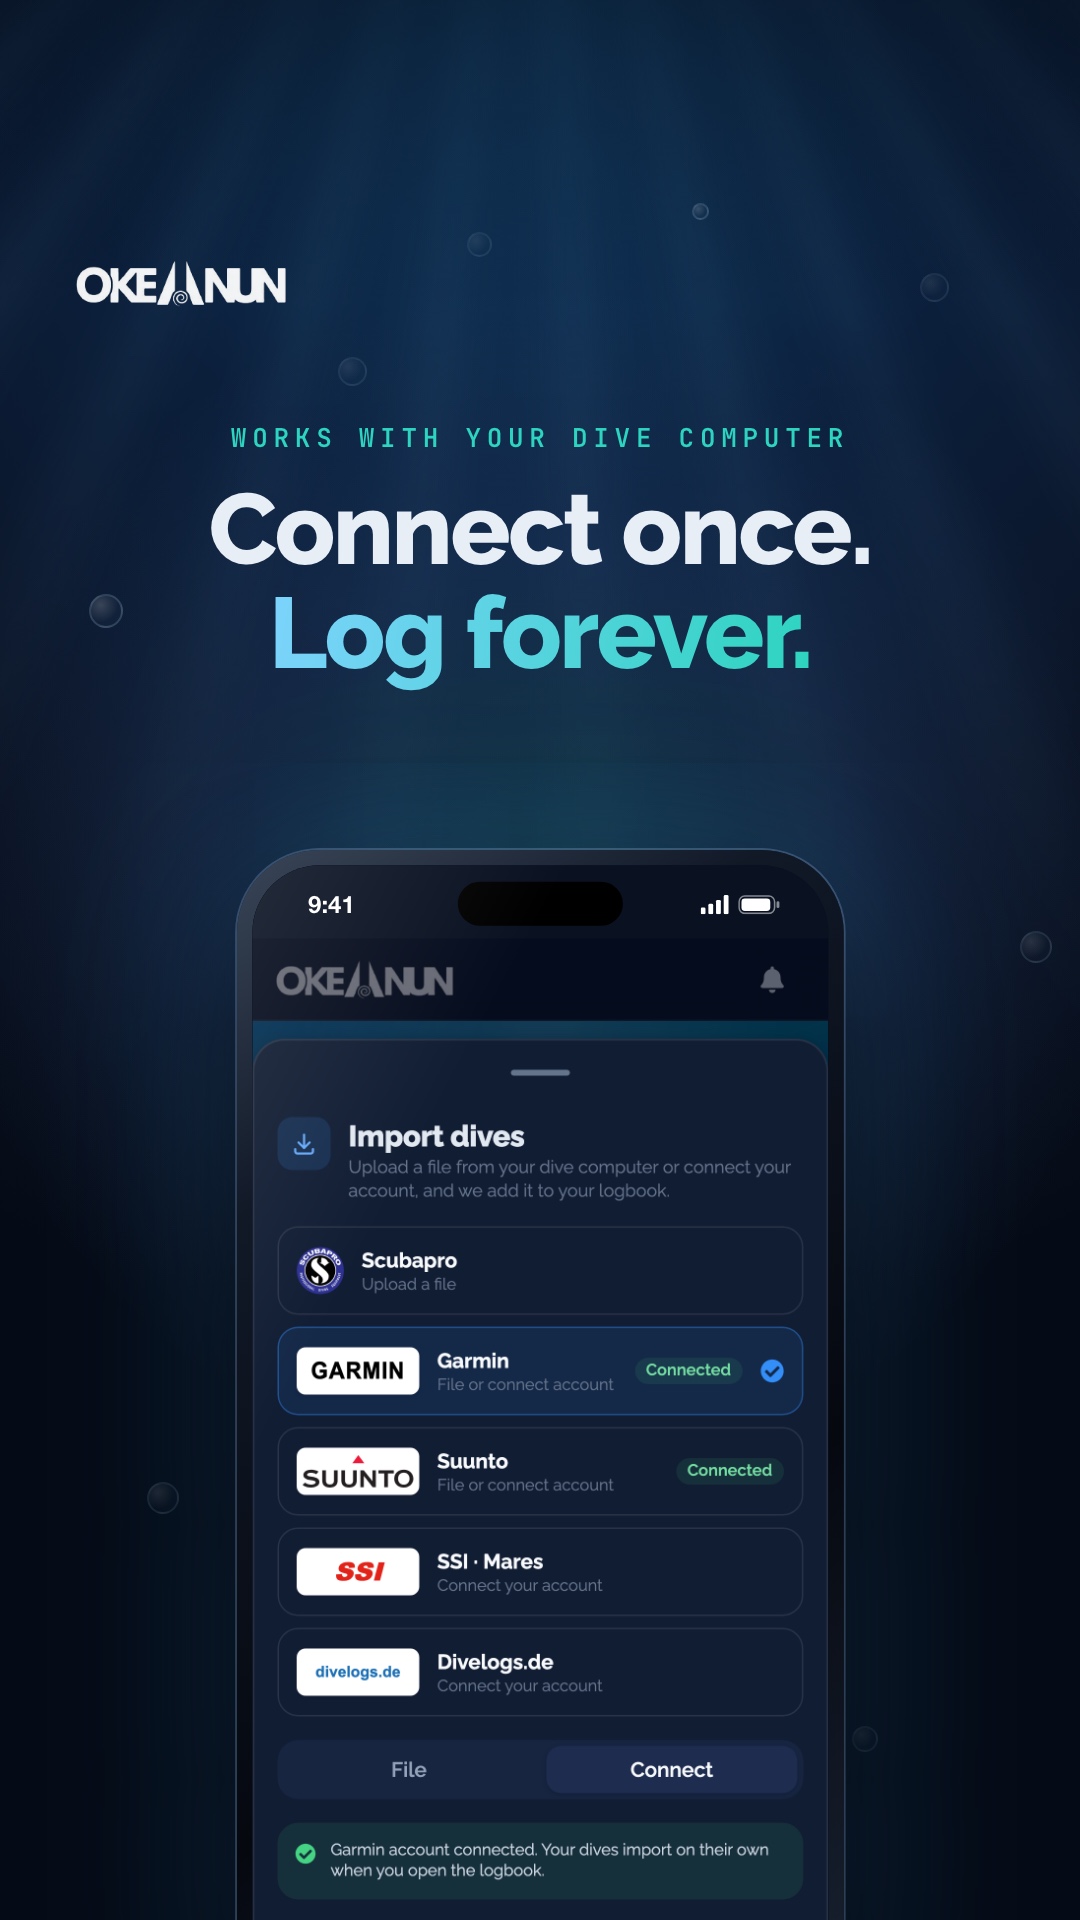 OKEANUN
WORKS WITH YOUR DIVE COMPUTER
Connect once.
Log forever.
9:41
OKEANUN
Import dives
Upload a file from your dive computer or connect your
account, and we add it to your logbook.
SCUBAPRO
Scubapro
Upload a file
GARMIN
Garmin
File or connect account
Connected
SUUNTO
Suunto
File or connect account
Connected
SSI
SSI · Mares
Connect your account
divelogs.de
Divelogs.de
Connect your account
File
Connect
Garmin account connected. Your dives import on their own
when you open the logbook.